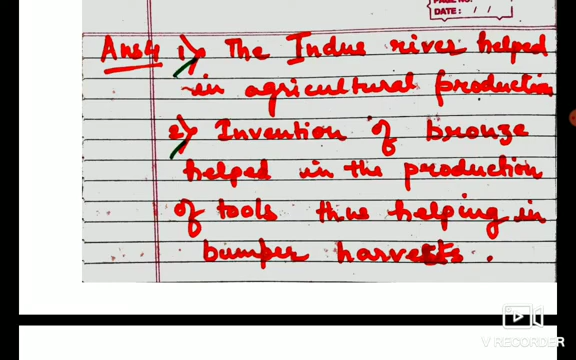 PAGE NO.
DATE: / /
Ans4 1) The Indus river helped
in agricultural production
2) Invention of bronze
helped in the production
of tools thus helping in
bumper harvests.
V RECORDER